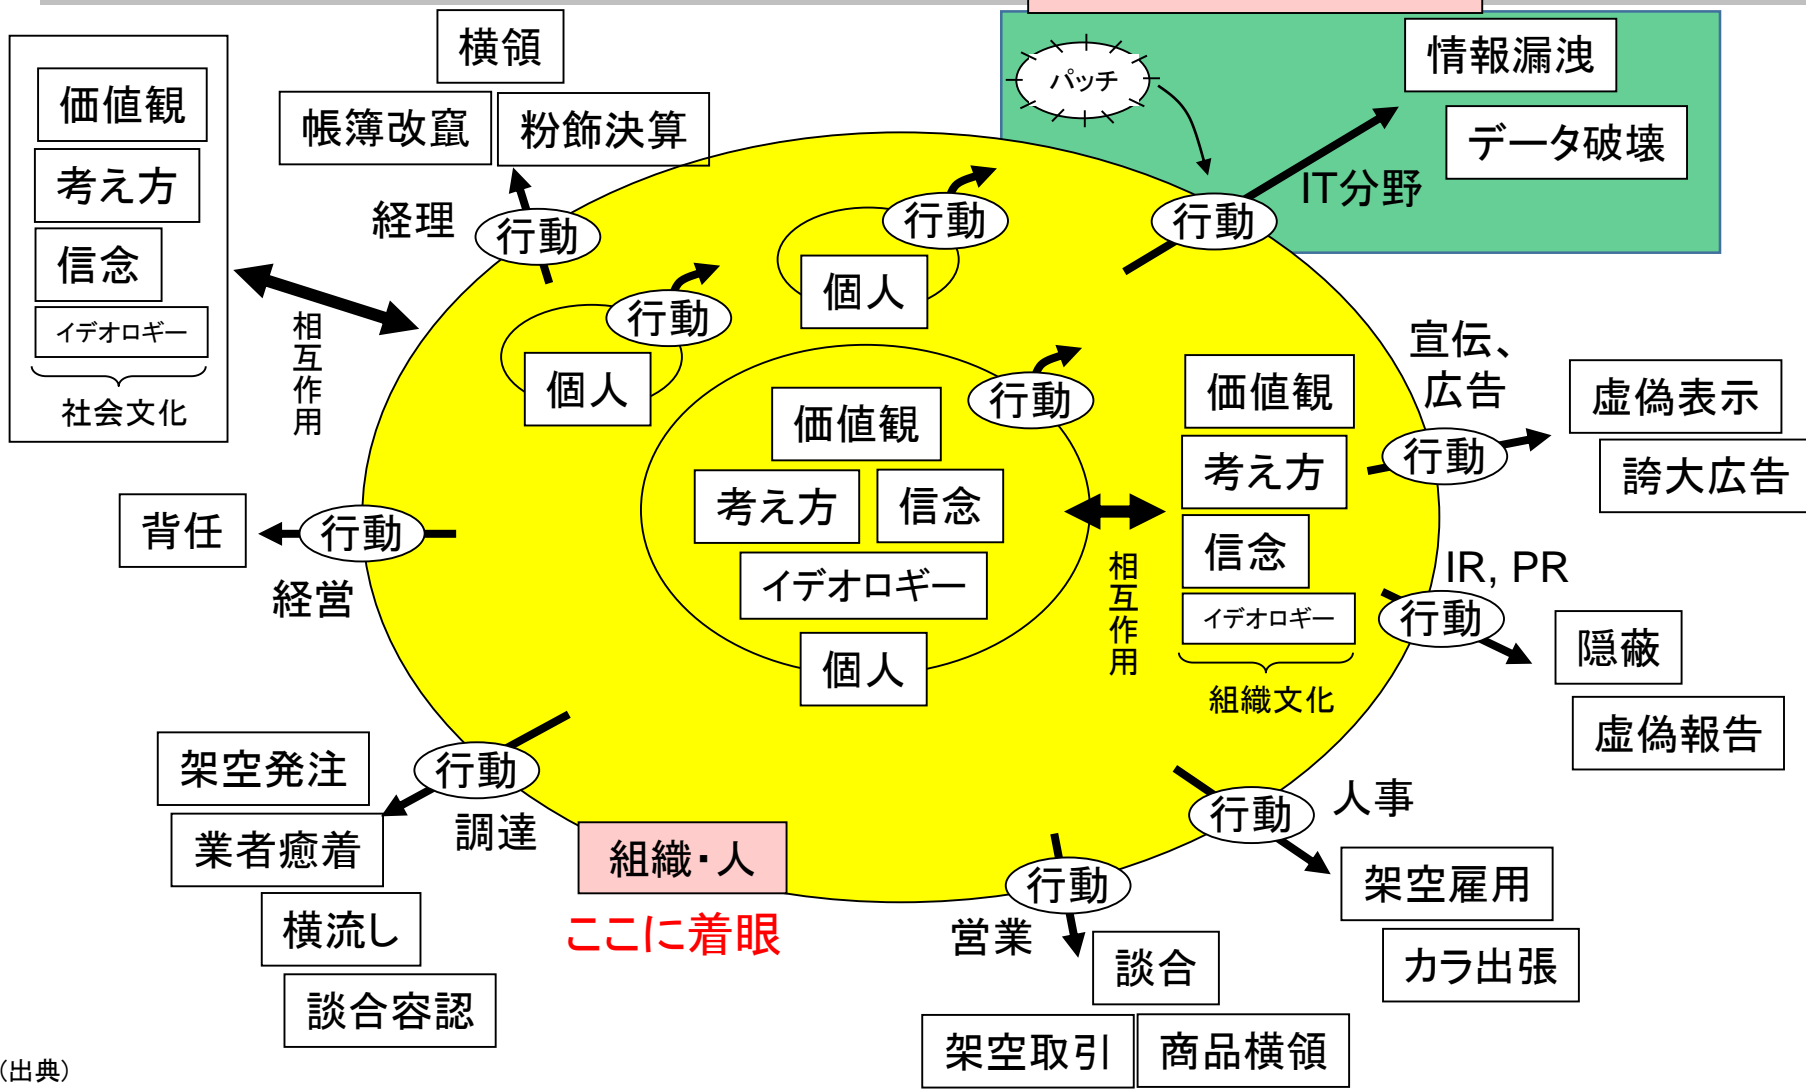 価値観
考え方
信念
イデオロギー
社会文化
相互作用
横領
帳簿改竄
粉飾決算
経理
行動
パッチ
情報漏洩
データ破壊
IT分野
行動
行動
個人
行動
個人
行動
価値観
考え方
信念
イデオロギー
個人
相互作用
価値観
考え方
信念
イデオロギー
組織文化
宣伝、
広告
行動
虚偽表示
誇大広告
IR, PR
行動
隠蔽
虚偽報告
背任
行動
経営
架空発注
業者癒着
横流し
談合容認
行動
調達
組織・人
ここに着眼
行動
営業
談合
架空取引
商品横領
行動
人事
架空雇用
カラ出張
(出典)